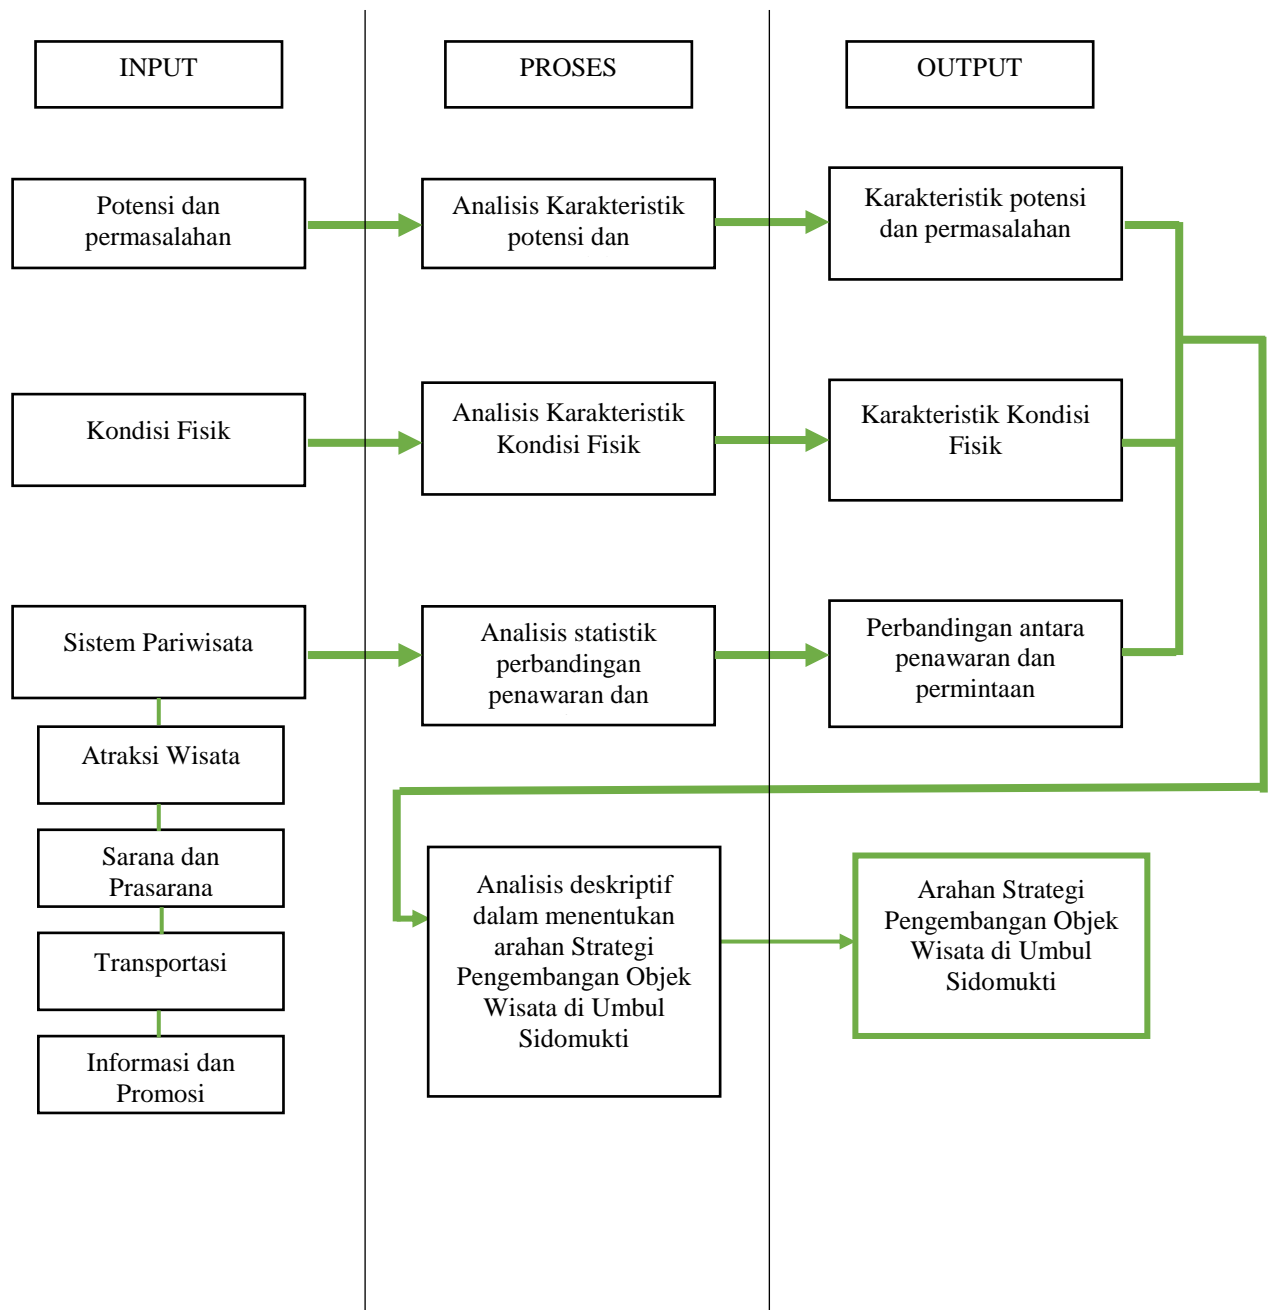 INPUT
PROSES
OUTPUT
Potensi dan
permasalahan
Analisis Karakteristik
potensi dan
Karakteristik potensi
dan permasalahan
Kondisi Fisik
Analisis Karakteristik
Kondisi Fisik
Karakteristik Kondisi
Fisik
Sistem Pariwisata
Analisis statistik
perbandingan
penawaran dan
Perbandingan antara
penawaran dan
permintaan
Atraksi Wisata
Sarana dan
Prasarana
Transportasi
Informasi dan
Promosi
Analisis deskriptif
dalam menentukan
arahan Strategi
Pengembangan Objek
Wisata di Umbul
Sidomukti
Arahan Strategi
Pengembangan Objek
Wisata di Umbul
Sidomukti